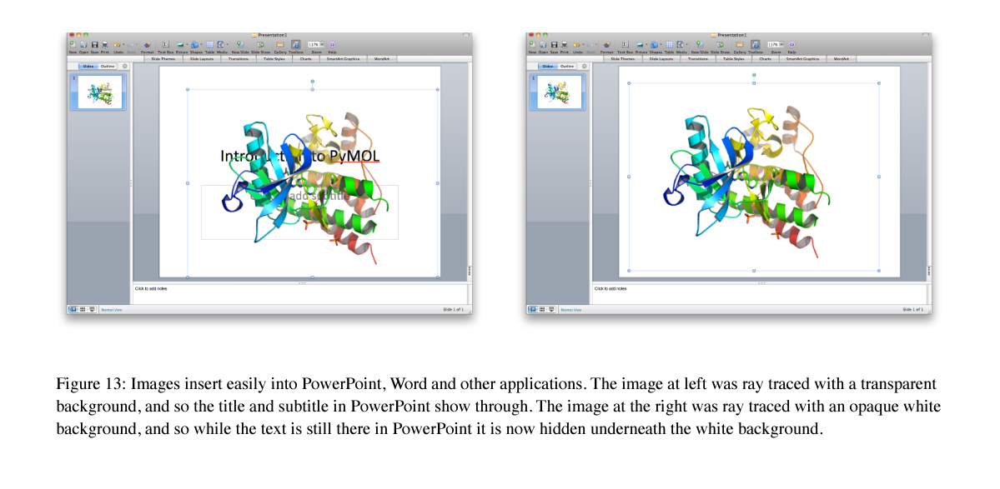 Presentation1
New Open Save Print Undo Redo Format Text Box Picture Shapes Table Media New Slide Slide Show Gallery Toolbox Zoom Help
117%
Slide Themes Slide Layouts Transitions Table Styles Charts SmartArt Graphics WordArt
Slides Outline
1
to PyMOL
Click to add notes
Normal View
Slide 1 of 1
Presentation1
New Open Save Print Undo Redo Format Text Box Picture Shapes Table Media New Slide Slide Show Gallery Toolbox Zoom Help
117%
Slide Themes Slide Layouts Transitions Table Styles Charts SmartArt Graphics WordArt
Slides Outline
1
Click to add notes
Normal View
Slide 1 of 1
Figure 13: Images insert easily into PowerPoint, Word and other applications. The image at left was ray traced with a transparent
background, and so the title and subtitle in PowerPoint show through. The image at the right was ray traced with an opaque white
background, and so while the text is still there in PowerPoint it is now hidden underneath the white background.